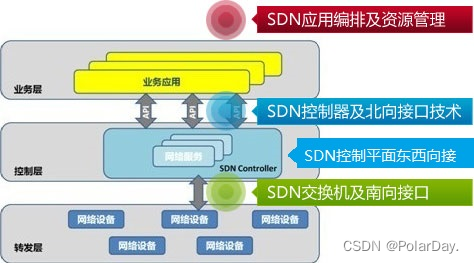 SDN应用编排及资源管理
业务应用
业务层
API
API
API
SDN控制器及北向接口技术
网络服务
SDN控制平面东西向接
控制层
SDN Controller
SDN交换机及南向接口
网络设备
网络设备
网络设备
转发层
网络设备
网络设备
CSDN @PolarDay.